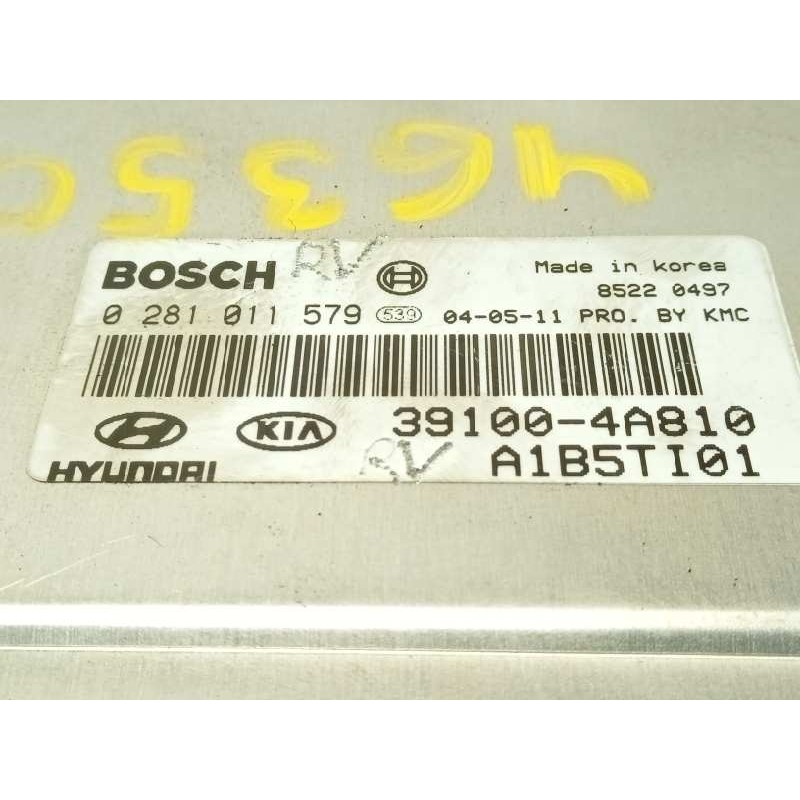 BOSCH RV Made in korea
8522 0497
0 281 011 579 539 04-05-11 PRO. BY KMC
KIA 39100-4A810
HYUNDAI RV A1B5TI01